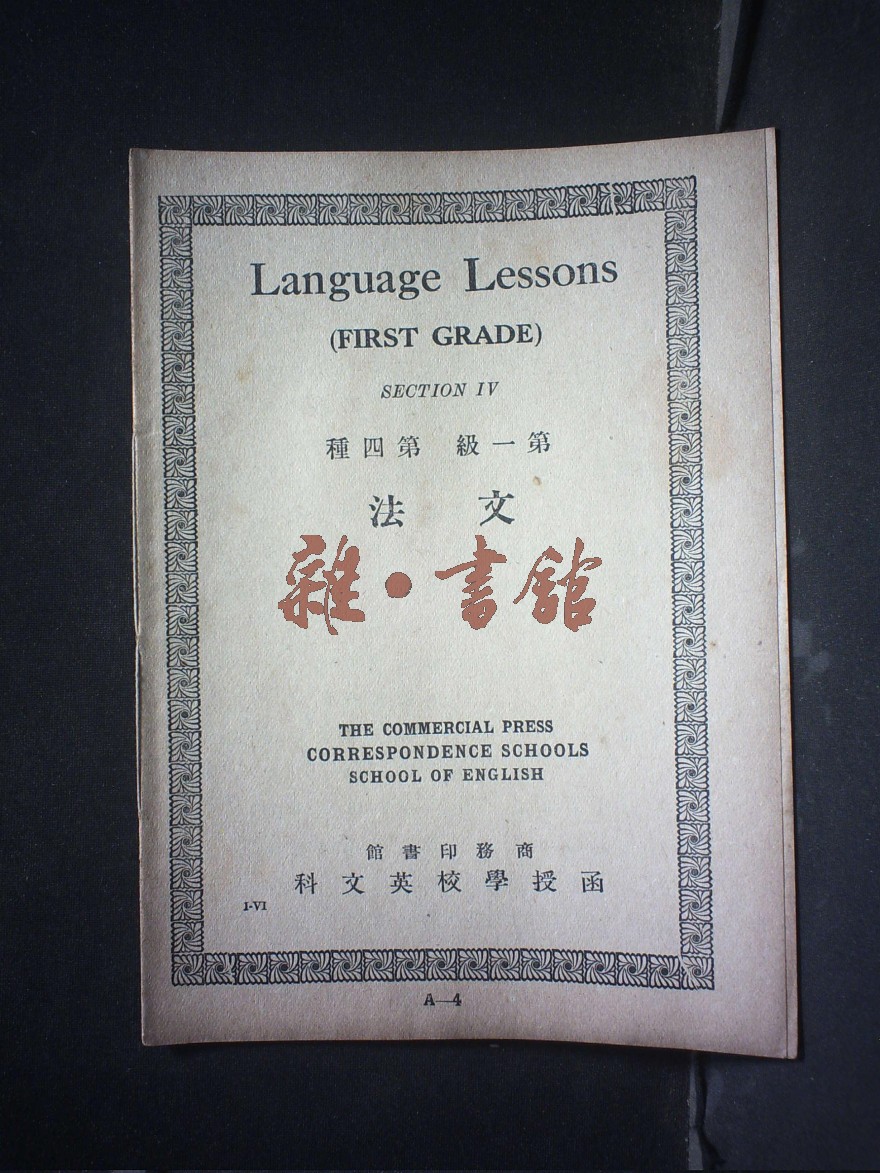 Language Lessons
(FIRST GRADE)
SECTION IV
第一級 第四種
文法
雜·書館
THE COMMERCIAL PRESS
CORRESPONDENCE SCHOOLS
SCHOOL OF ENGLISH
商務印書館
函授學校英文科
I-VI
A—4